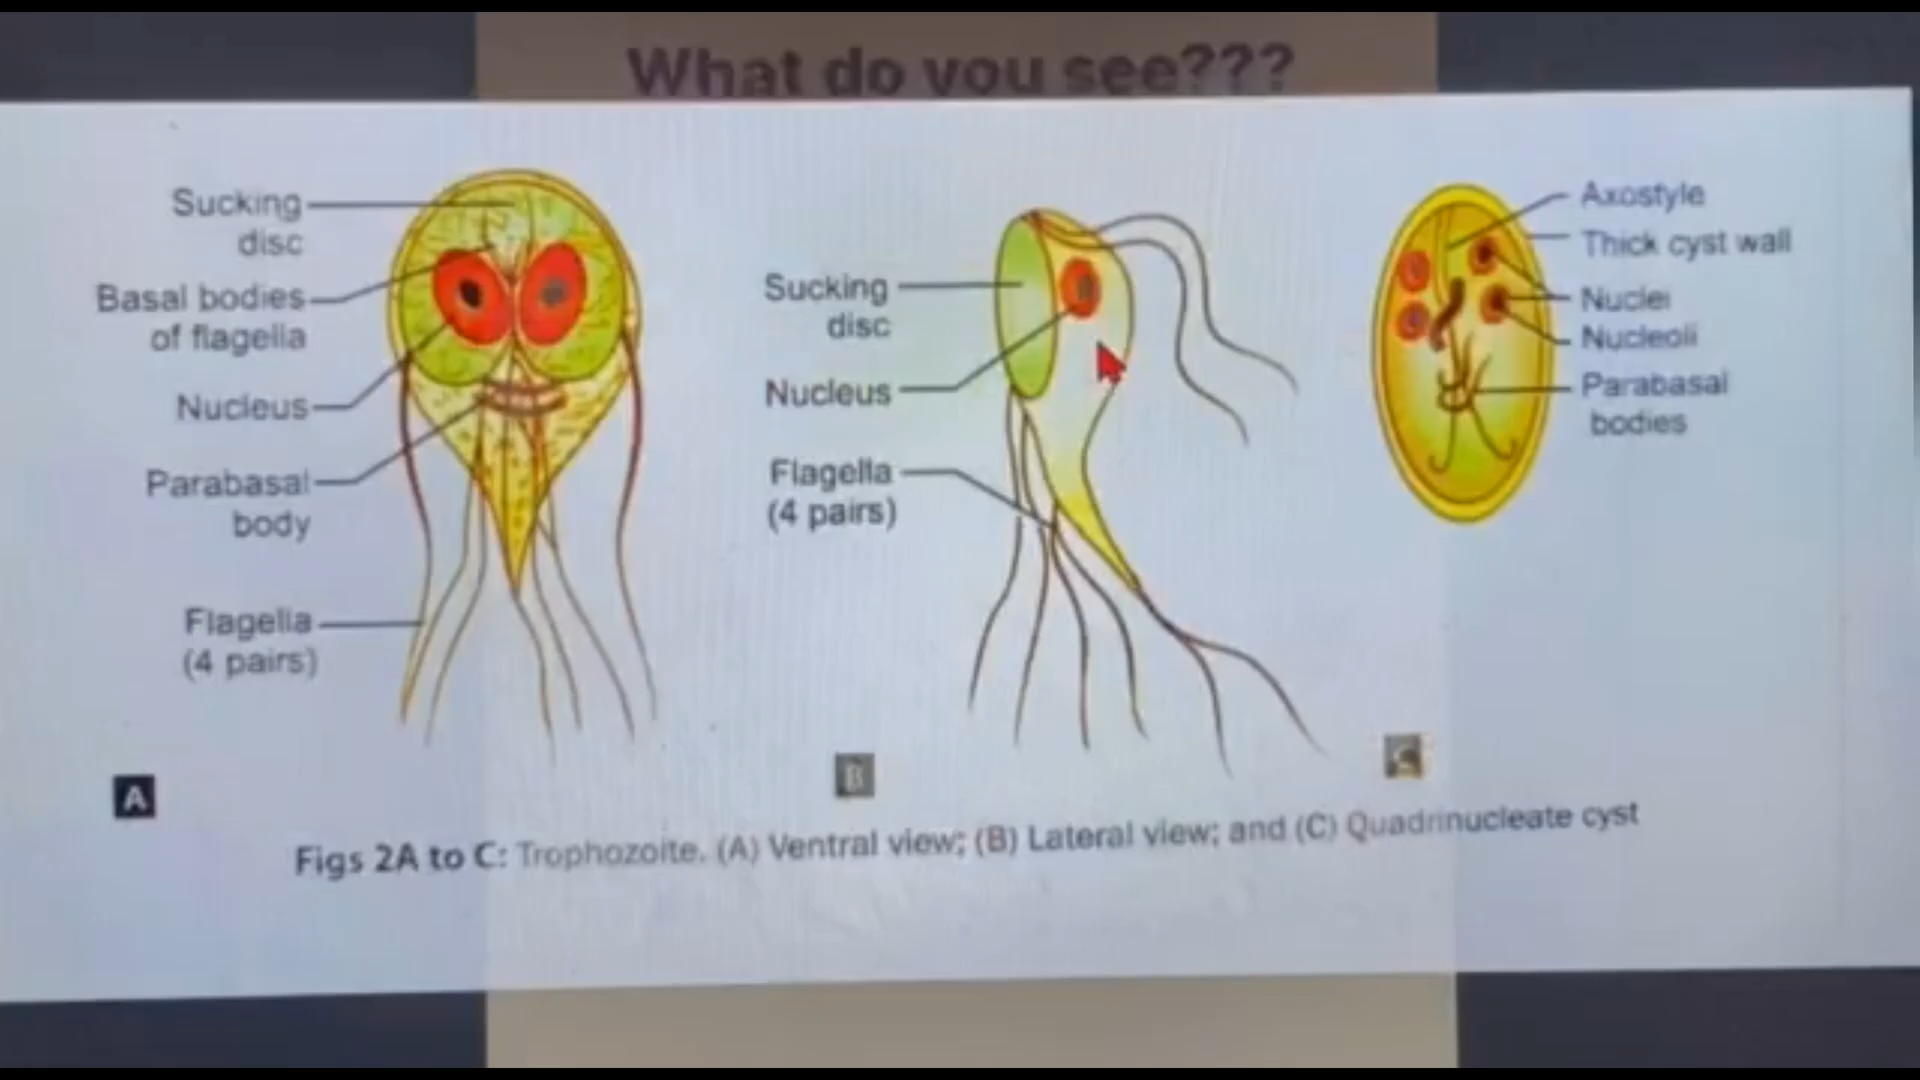 What do you see???
Sucking
disc
Basal bodies
of flagella
Nucleus
Parabasal
body
Flagella
(4 pairs)
A
Sucking
disc
Nucleus
Flagella
(4 pairs)
B
Axostyle
Thick cyst wall
Nuclei
Nucleoli
Parabasal
bodies
C
Figs 2A to C: Trophozoite. (A) Ventral view; (B) Lateral view; and (C) Quadrinucleate cyst